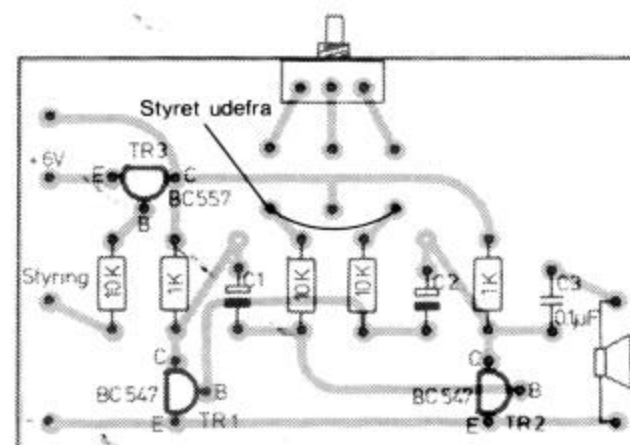 Styret udefra
TR3
+6V
E
C
BC557
B
Styring
10K
1K
C1
10K
10K
C2
1K
C3
0.1µF
C
C
BC547
B
BC547
B
E
TR1
E
TR2
-